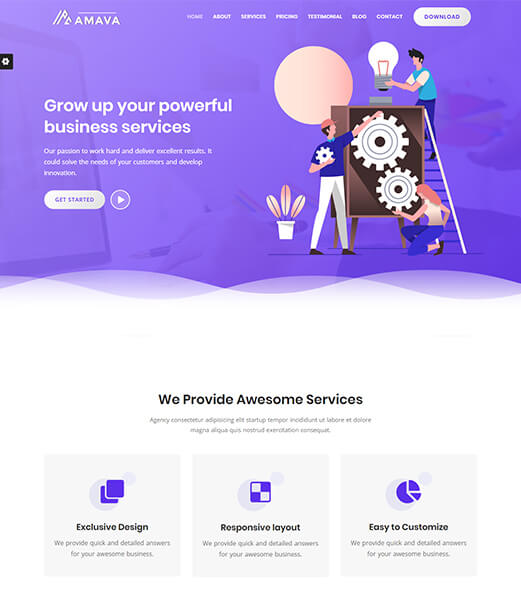 AMAVA
HOME ABOUT SERVICES PRICING TESTIMONIAL BLOG CONTACT DOWNLOAD
Grow up your powerful
business services
Our passion to work hard and deliver excellent results. It
could solve the needs of your customers and develop
innovation.
GET STARTED
We Provide Awesome Services
Agency consectetur adipisicing elit startup tempor incididunt ut labore et dolore
magna aliqua quis nostrud exercitation consequat.
Exclusive Design
We provide quick and detailed answers
for your awesome business.
Responsive layout
We provide quick and detailed answers
for your awesome business.
Easy to Customize
We provide quick and detailed answers
for your awesome business.